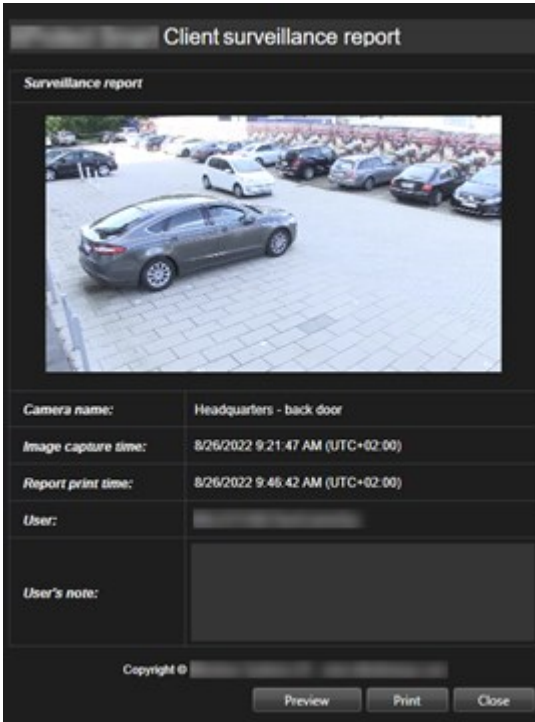 Client surveillance report
Surveillance report
Camera name: Headquarters - back door
Image capture time: 8/26/2022 9:21:47 AM (UTC+02:00)
Report print time: 8/26/2022 9:46:42 AM (UTC+02:00)
User:
User's note:
Copyright ©
Preview Print Close